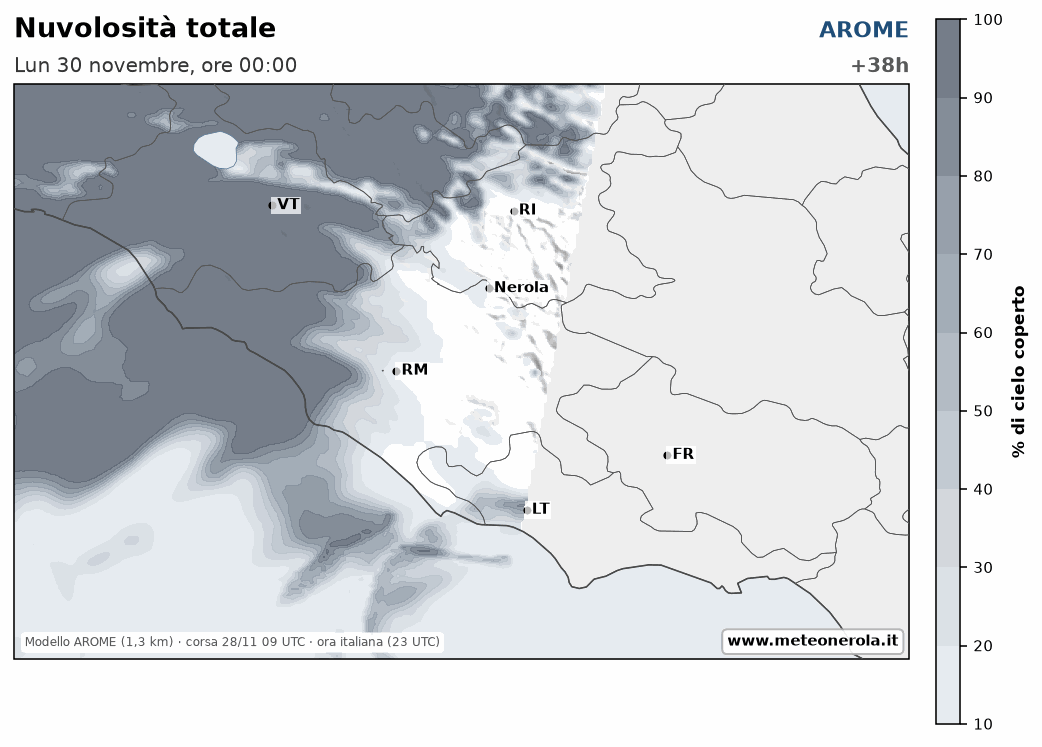 Nuvolosità totale
AROME
Lun 30 novembre, ore 00:00
+38h
100
90
80
70
60
50
40
30
20
10
% di cielo coperto
VT
RI
Nerola
RM
FR
LT
Modello AROME (1,3 km) · corsa 28/11 09 UTC · ora italiana (23 UTC)
www.meteonerola.it